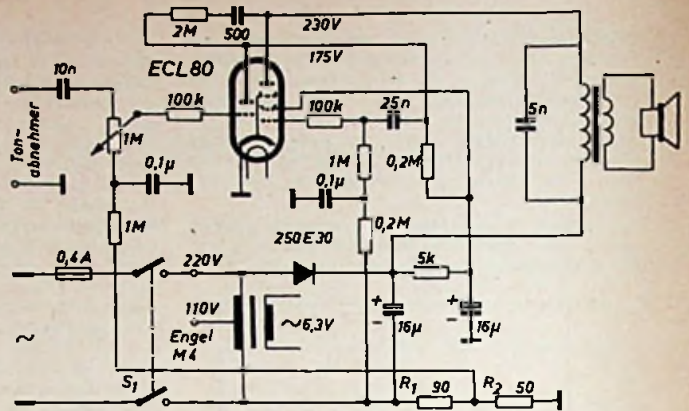 2M
500
230V
175V
ECL80
10n
100k
100k
25n
5n
Ton-
abnehmer
1M
0,1µ
1M
0,2M
0,1µ
1M
0,2M
250E30
0,4A
220V
5k
110V
Engel
M4
~6,3V
+
-
16µ
+
-
16µ
~
S1
R1
90
R2
50